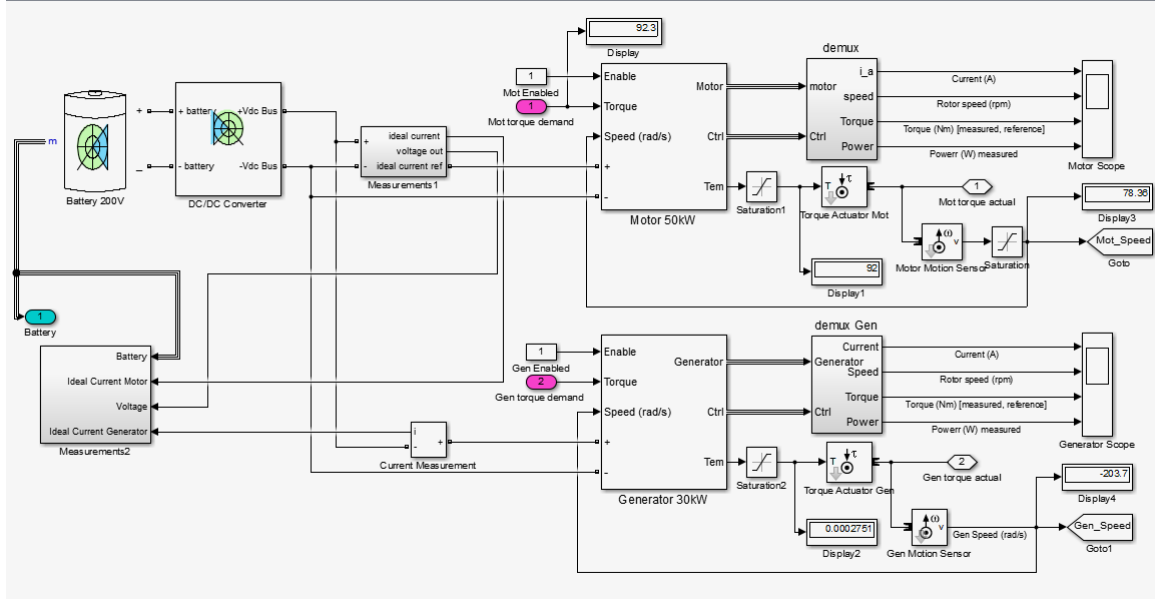 92.3
Display
demux
1
Mot Enabled
1
Mot torque demand
Enable
Torque
Speed (rad/s)
+
-
Motor
Ctrl
Tem
Motor 50kW
motor
Ctrl
i_a
speed
Torque
Power
Current (A)
Rotor speed (rpm)
Torque (Nm) [measured, reference]
Powerr (W) measured
Motor Scope
m
+
_
Battery 200V
+ battery
- battery
+Vdc Bus
-Vdc Bus
DC/DC Converter
+
-
ideal current
voltage out
ideal current ref
Measurements1
Saturation1
T
τ
Torque Actuator Mot
1
Mot torque actual
78.36
Display3
ω
v
Motor Motion Sensor
Saturation
Mot_Speed
Goto
92
Display1
1
Battery
Battery
Ideal Current Motor
Voltage
Ideal Current Generator
Measurements2
i
-
+
Current Measurement
1
Gen Enabled
2
Gen torque demand
Enable
Torque
Speed (rad/s)
+
-
Generator
Ctrl
Tem
Generator 30kW
demux Gen
Generator
Ctrl
Current
Speed
Torque
Power
Current (A)
Rotor speed (rpm)
Torque (Nm) [measured, reference]
Powerr (W) measured
Generator Scope
Saturation2
T
τ
Torque Actuator Gen
2
Gen torque actual
-203.7
Display4
0.0002751
Display2
ω
v
Gen Motion Sensor
Gen Speed (rad/s)
Gen_Speed
Goto1